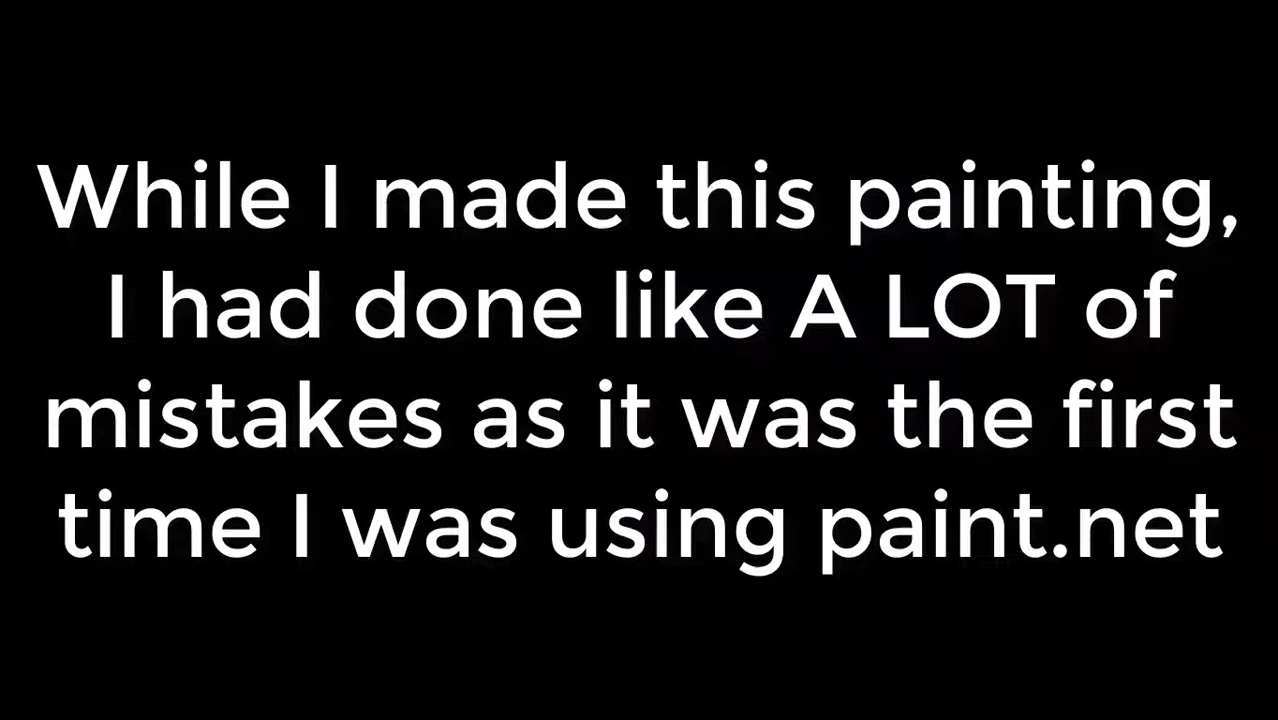 While I made this painting,
I had done like A LOT of
mistakes as it was the first
time I was using paint.net